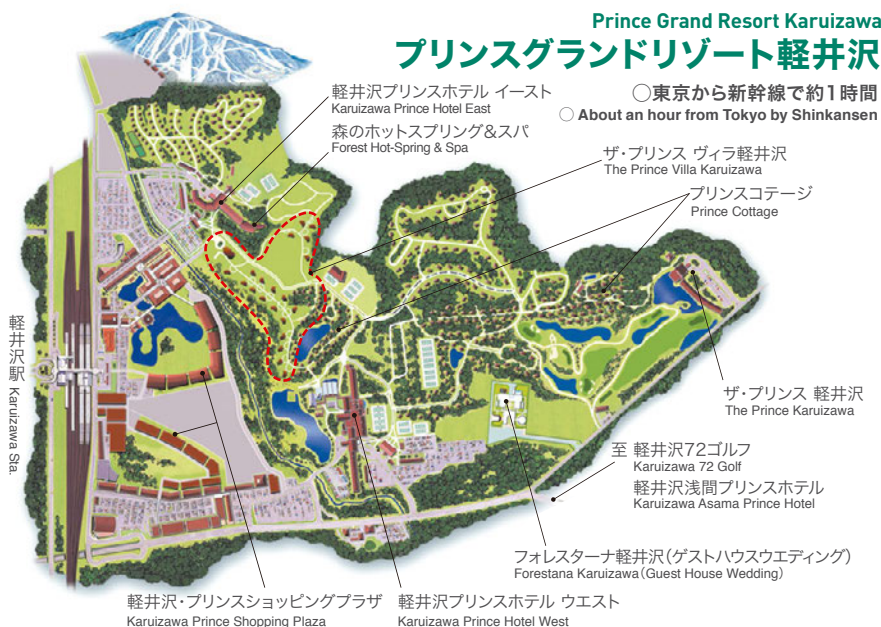 Prince Grand Resort Karuizawa
プリンスグランドリゾート軽井沢
○東京から新幹線で約1時間
○ About an hour from Tokyo by Shinkansen
軽井沢プリンスホテル イースト
Karuizawa Prince Hotel East
森のホットスプリング&スパ
Forest Hot-Spring & Spa
ザ・プリンス ヴィラ軽井沢
The Prince Villa Karuizawa
プリンスコテージ
Prince Cottage
軽井沢駅 Karuizawa Sta.
ザ・プリンス 軽井沢
The Prince Karuizawa
至 軽井沢72ゴルフ
Karuizawa 72 Golf
軽井沢浅間プリンスホテル
Karuizawa Asama Prince Hotel
フォレスターナ軽井沢(ゲストハウスウエディング)
Forestana Karuizawa(Guest House Wedding)
軽井沢・プリンスショッピングプラザ
Karuizawa Prince Shopping Plaza
軽井沢プリンスホテル ウエスト
Karuizawa Prince Hotel West